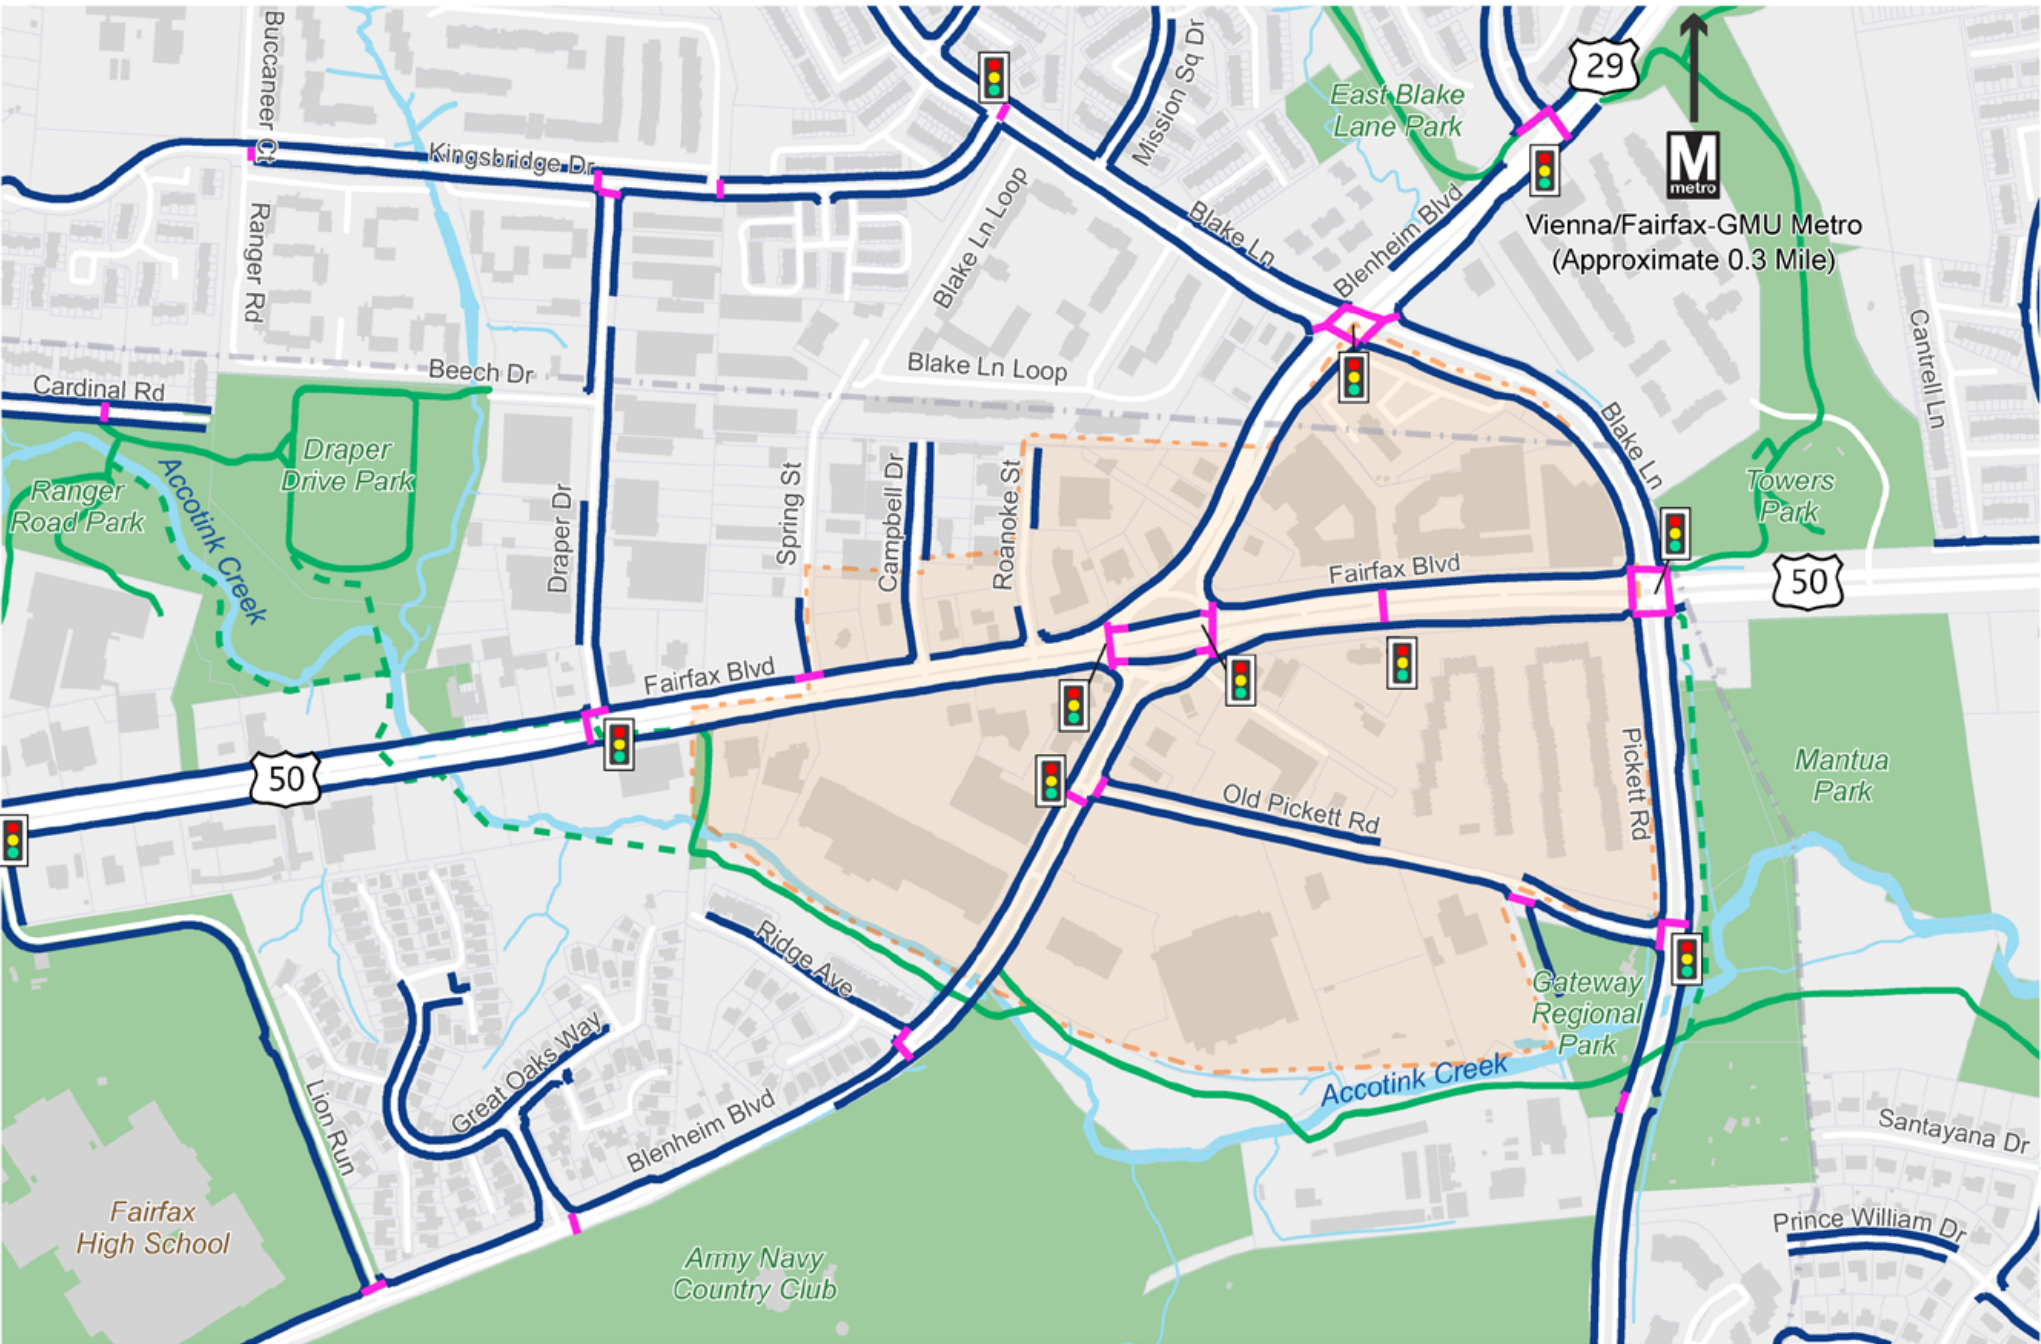 Buccaneer Ct
Mission Sq Dr
29
East Blake
Lane Park
Kingsbridge Dr
M
metro
Vienna/Fairfax-GMU Metro
(Approximate 0.3 Mile)
Ranger Rd
Blake Ln Loop
Blake Ln
Blenheim Blvd
Cantrell Ln
Cardinal Rd
Beech Dr
Blake Ln Loop
Blake Ln
Draper
Drive Park
Ranger
Road Park
Accotink Creek
Draper Dr
Spring St
Campbell Dr
Roanoke St
Towers
Park
Fairfax Blvd
50
Fairfax Blvd
50
Pickett Rd
Mantua
Park
Old Pickett Rd
Ridge Ave
Gateway
Regional
Park
Great Oaks Way
Accotink Creek
Lion Run
Blenheim Blvd
Santayana Dr
Fairfax
High School
Prince William Dr
Army Navy
Country Club